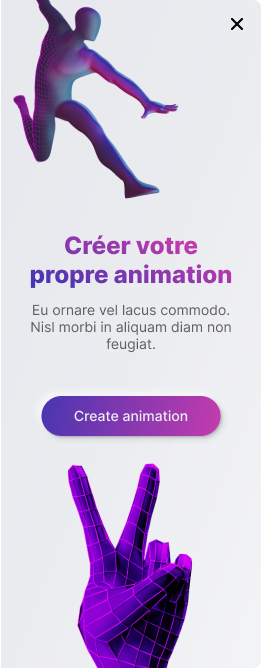 Créer votre
propre animation
Eu ornare vel lacus commodo.
Nisl morbi in aliquam diam non
feugiat.
Create animation